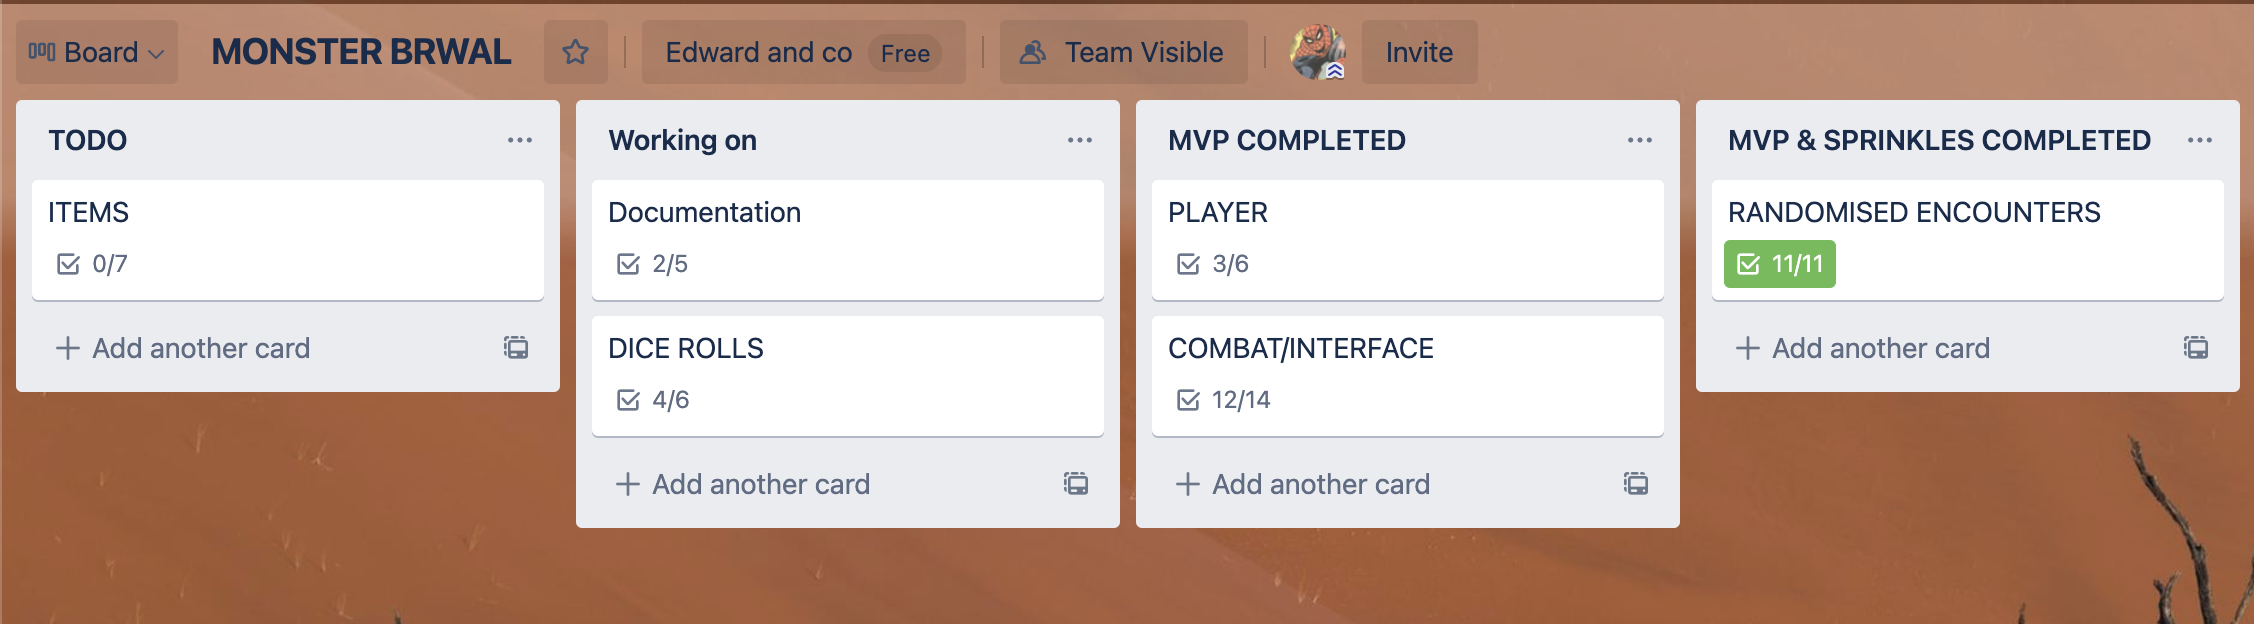 Board MONSTER BRWAL Edward and co Free Team Visible Invite
TODO
ITEMS
0/7
+ Add another card
Working on
Documentation
2/5
DICE ROLLS
4/6
+ Add another card
MVP COMPLETED
PLAYER
3/6
COMBAT/INTERFACE
12/14
+ Add another card
MVP & SPRINKLES COMPLETED
RANDOMISED ENCOUNTERS
11/11
+ Add another card